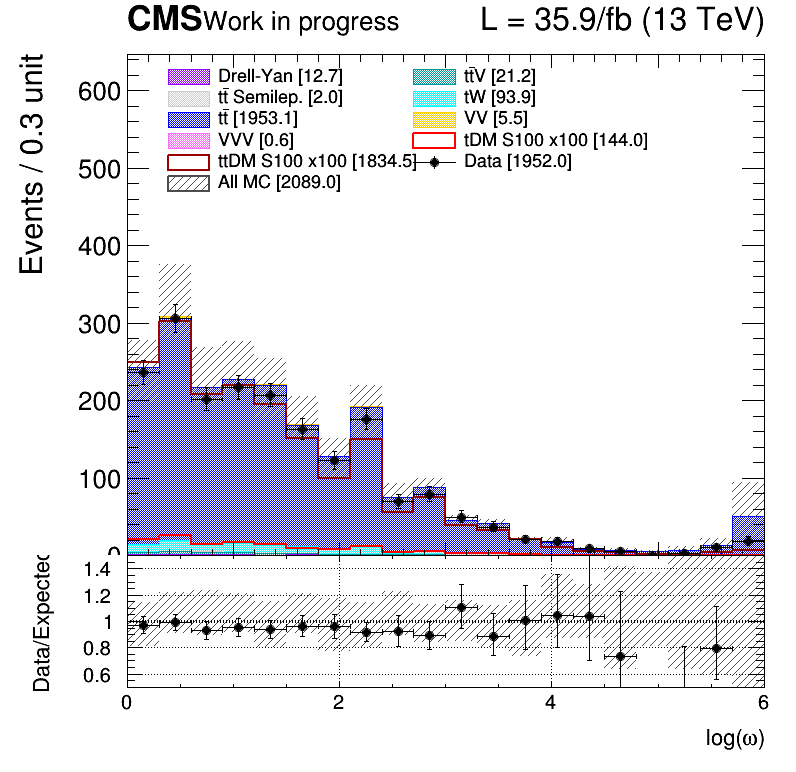 CMS Work in progress L = 35.9/fb (13 TeV)
Events / 0.3 unit
600
500
400
300
200
100
0
Drell-Yan [12.7]
tt̄V [21.2]
tt̄ Semilep. [2.0]
tW [93.9]
tt̄ [1953.1]
VV [5.5]
VVV [0.6]
tDM S100 x100 [144.0]
ttDM S100 x100 [1834.5]
Data [1952.0]
All MC [2089.0]
Data/Expected
1.4
1.2
1
0.8
0.6
0 2 4 6
log(ω)